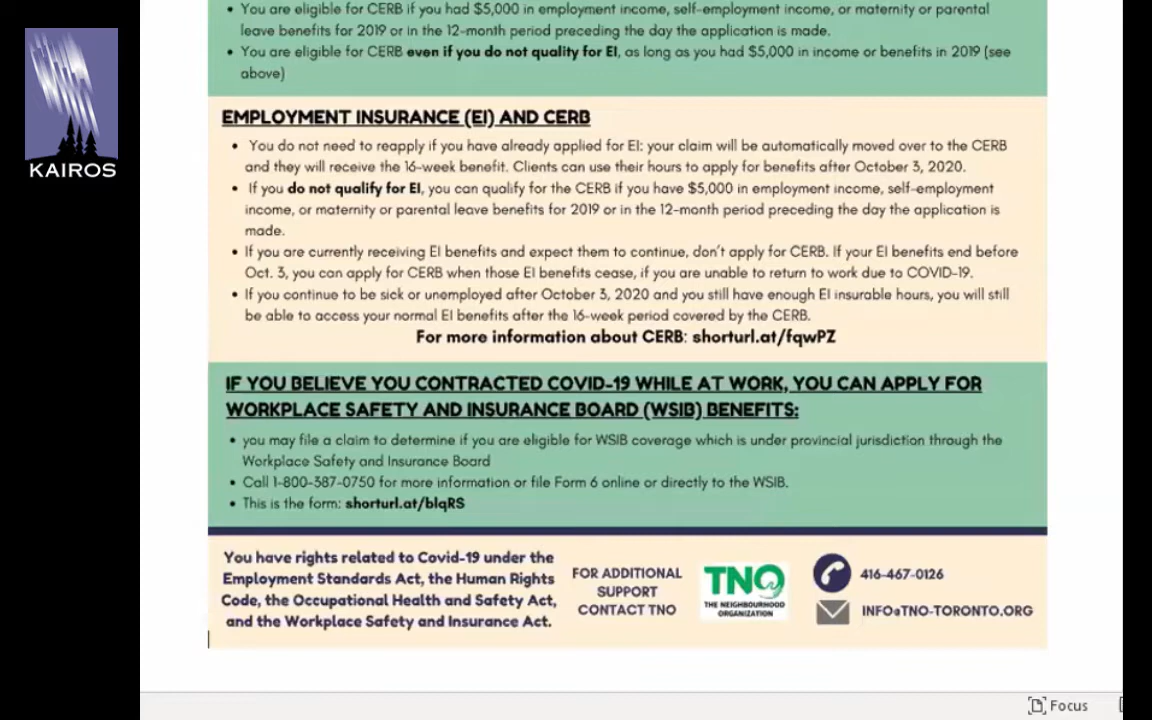 • You are eligible for CERB if you had $5,000 in employment income, self-employment income, or maternity or parental
leave benefits for 2019 or in the 12-month period preceding the day the application is made.
• You are eligible for CERB even if you do not quality for EI, as long as you had $5,000 in income or benefits in 2019 (see
above)
KAIROS
EMPLOYMENT INSURANCE (EI) AND CERB
• You do not need to reapply if you have already applied for EI: your claim will be automatically moved over to the CERB
and they will receive the 16-week benefit. Clients can use their hours to apply for benefits after October 3, 2020.
• If you do not qualify for EI, you can qualify for the CERB if you have $5,000 in employment income, self-employment
income, or maternity or parental leave benefits for 2019 or in the 12-month period preceding the day the application is
made.
• If you are currently receiving EI benefits and expect them to continue, don't apply for CERB. If your EI benefits end before
Oct. 3, you can apply for CERB when those EI benefits cease, if you are unable to return to work due to COVID-19.
• If you continue to be sick or unemployed after October 3, 2020 and you still have enough EI insurable hours, you will still
be able to access your normal EI benefits after the 16-week period covered by the CERB.
For more information about CERB: shorturl.at/fqwPZ
IF YOU BELIEVE YOU CONTRACTED COVID-19 WHILE AT WORK, YOU CAN APPLY FOR
WORKPLACE SAFETY AND INSURANCE BOARD (WSIB) BENEFITS:
• you may file a claim to determine if you are eligible for WSIB coverage which is under provincial jurisdiction through the
Workplace Safety and Insurance Board
• Call 1-800-387-0750 for more information or file Form 6 online or directly to the WSIB.
• This is the form: shorturl.at/blqRS
You have rights related to Covid-19 under the
Employment Standards Act, the Human Rights
Code, the Occupational Health and Safety Act,
and the Workplace Safety and Insurance Act.
FOR ADDITIONAL
SUPPORT
CONTACT TNO
TNO
THE NEIGHBOURHOOD
ORGANIZATION
416-467-0126
INFO@TNO-TORONTO.ORG
Focus